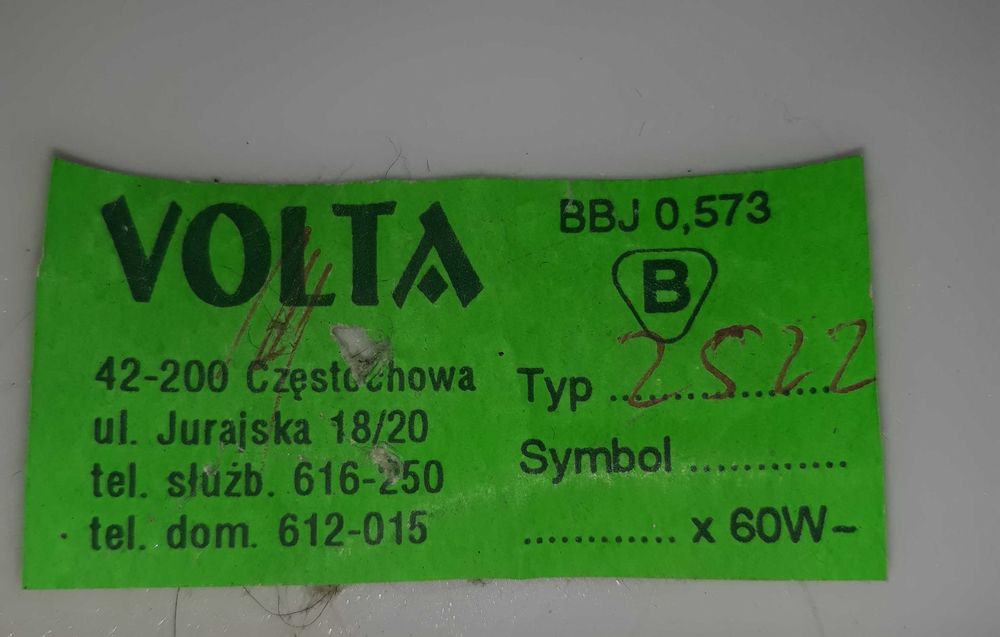 VOLTA
42-200 Częstochowa
ul. Jurajska 18/20
tel. służb. 616-250
tel. dom. 612-015
BBJ 0,573
B
Typ 2522
Symbol ............
............ x 60W~